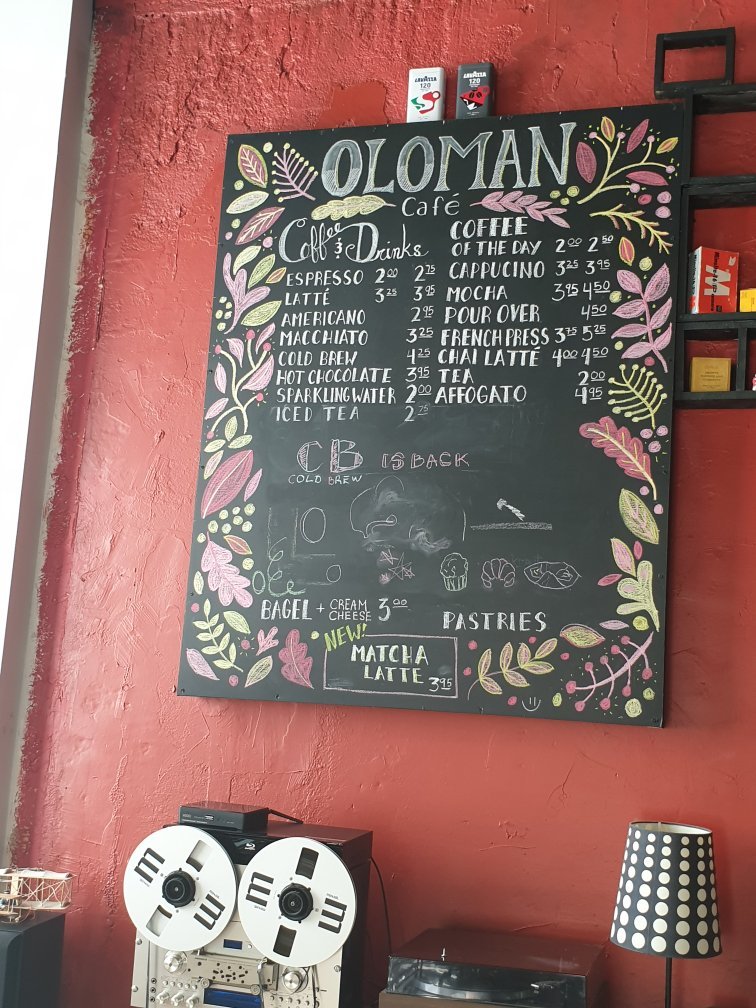 LAVAZZA
120
LAVAZZA
120
OLOMAN
Café
Coffee & Drinks
ESPRESSO 2.00 2.75
LATTÉ 3.25 3.95
AMERICANO 2.95
MACCHIATO 3.25
COLD BREW 4.25
HOT CHOCOLATE 3.95
SPARKLING WATER 2.00
ICED TEA 2.75
COFFEE
OF THE DAY 2.00 2.50
CAPPUCINO 3.25 3.95
MOCHA 3.95 4.50
POUR OVER 4.50
FRENCH PRESS 3.75 5.25
CHAI LATTÉ 4.00 4.50
TEA 2.00
AFFOGATO 4.95
CB IS BACK
COLD BREW
BAGEL + CREAM CHEESE 3.00
PASTRIES
NEW!
MATCHA
LATTE 3.95